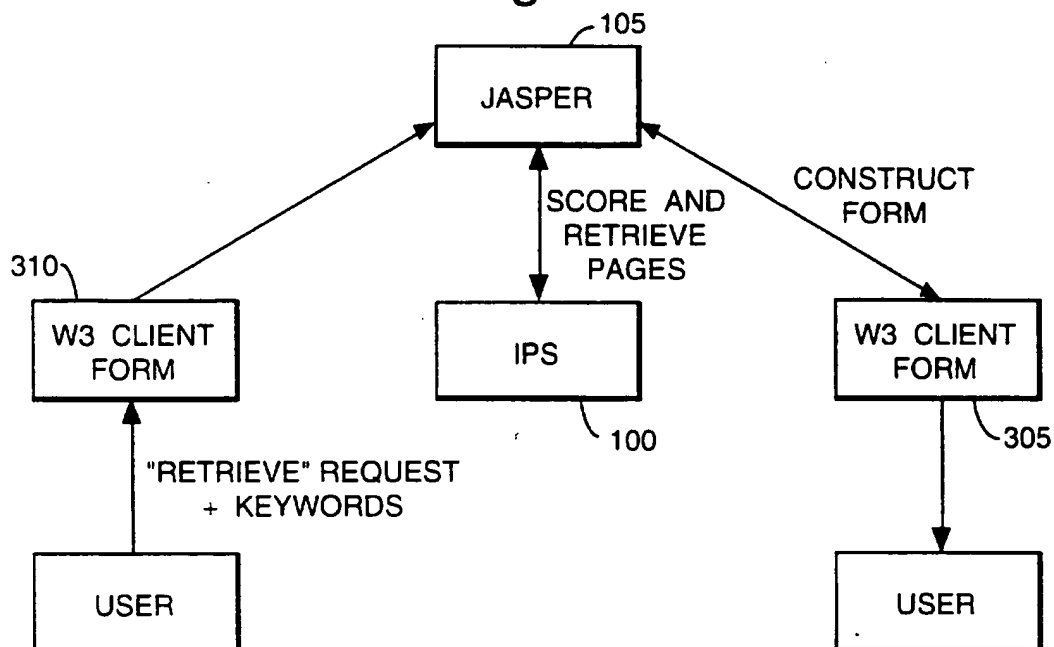 105
JASPER
CONSTRUCT
FORM
SCORE AND
RETRIEVE
PAGES
310
W3 CLIENT
FORM
IPS
W3 CLIENT
FORM
100
305
"RETRIEVE" REQUEST
+ KEYWORDS
USER
USER